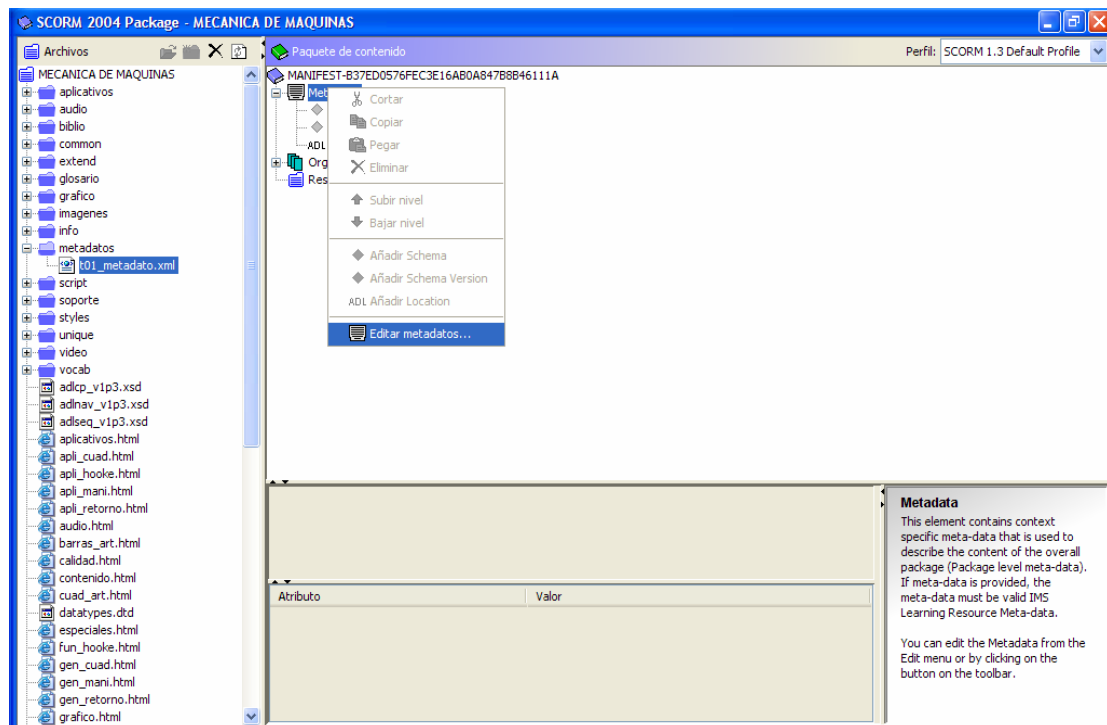 SCORM 2004 Package - MECANICA DE MAQUINAS
Archivos
MECANICA DE MAQUINAS
aplicativos
audio
biblio
common
extend
glosario
grafico
imagenes
info
metadatos
t01_metadato.xml
script
soporte
styles
unique
video
vocab
adlcp_v1p3.xsd
adlnav_v1p3.xsd
adlseq_v1p3.xsd
aplicativos.html
apli_cuad.html
apli_hooke.html
apli_mani.html
apli_retorno.html
audio.html
barras_art.html
calidad.html
contenido.html
cuad_art.html
datatypes.dtd
especiales.html
fun_hooke.html
gen_cuad.html
gen_mani.html
gen_retorno.html
grafico.html
Paquete de contenido
Perfil: SCORM 1.3 Default Profile
MANIFEST-B37ED0576FEC3E16AB0A847B8B46111A
Met
ADL
Org
Res
Cortar
Copiar
Pegar
Eliminar
Subir nivel
Bajar nivel
Añadir Schema
Añadir Schema Version
ADL Añadir Location
Editar metadatos...
Atributo Valor
Metadata
This element contains context
specific meta-data that is used to
describe the content of the overall
package (Package level meta-data).
If meta-data is provided, the
meta-data must be valid IMS
Learning Resource Meta-data.
You can edit the Metadata from the
Edit menu or by clicking on the
button on the toolbar.